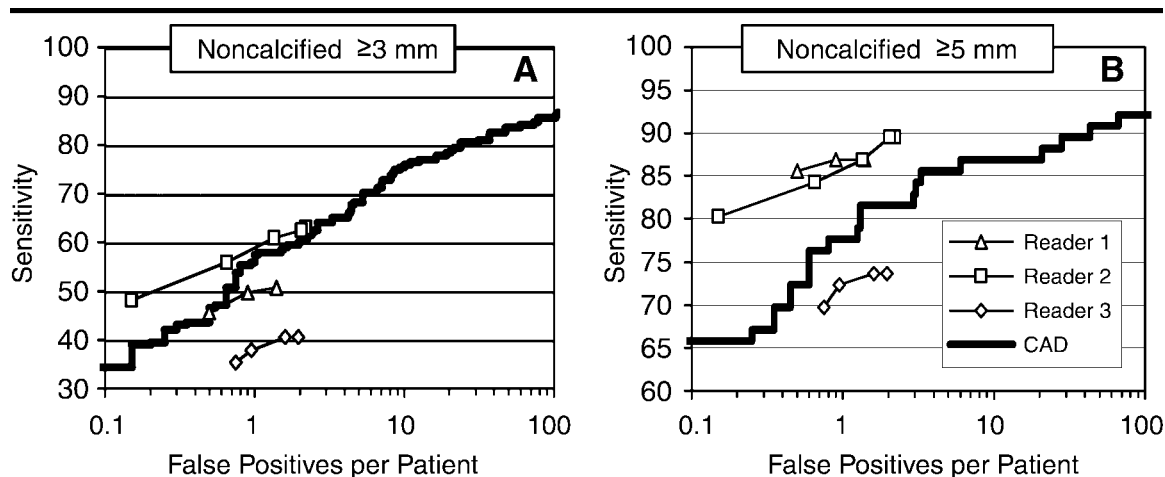 Noncalcified ≥3 mm
A
Sensitivity
100
90
80
70
60
50
40
30
0.1
1
10
100
False Positives per Patient
Noncalcified ≥5 mm
B
Sensitivity
100
95
90
85
80
75
70
65
60
Reader 1
Reader 2
Reader 3
CAD
0.1
1
10
100
False Positives per Patient